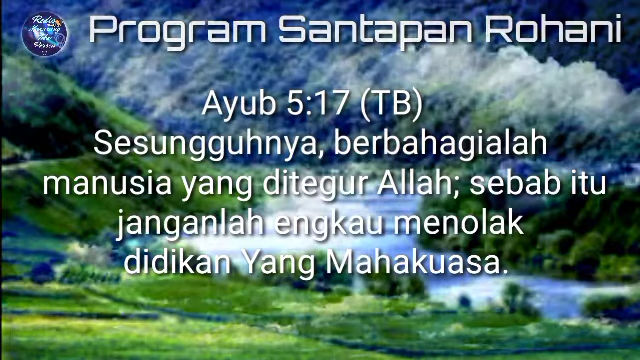 Program Santapan Rohani
Ayub 5:17 (TB)
Sesungguhnya, berbahagialah
manusia yang ditegur Allah; sebab itu
janganlah engkau menolak
didikan Yang Mahakuasa.